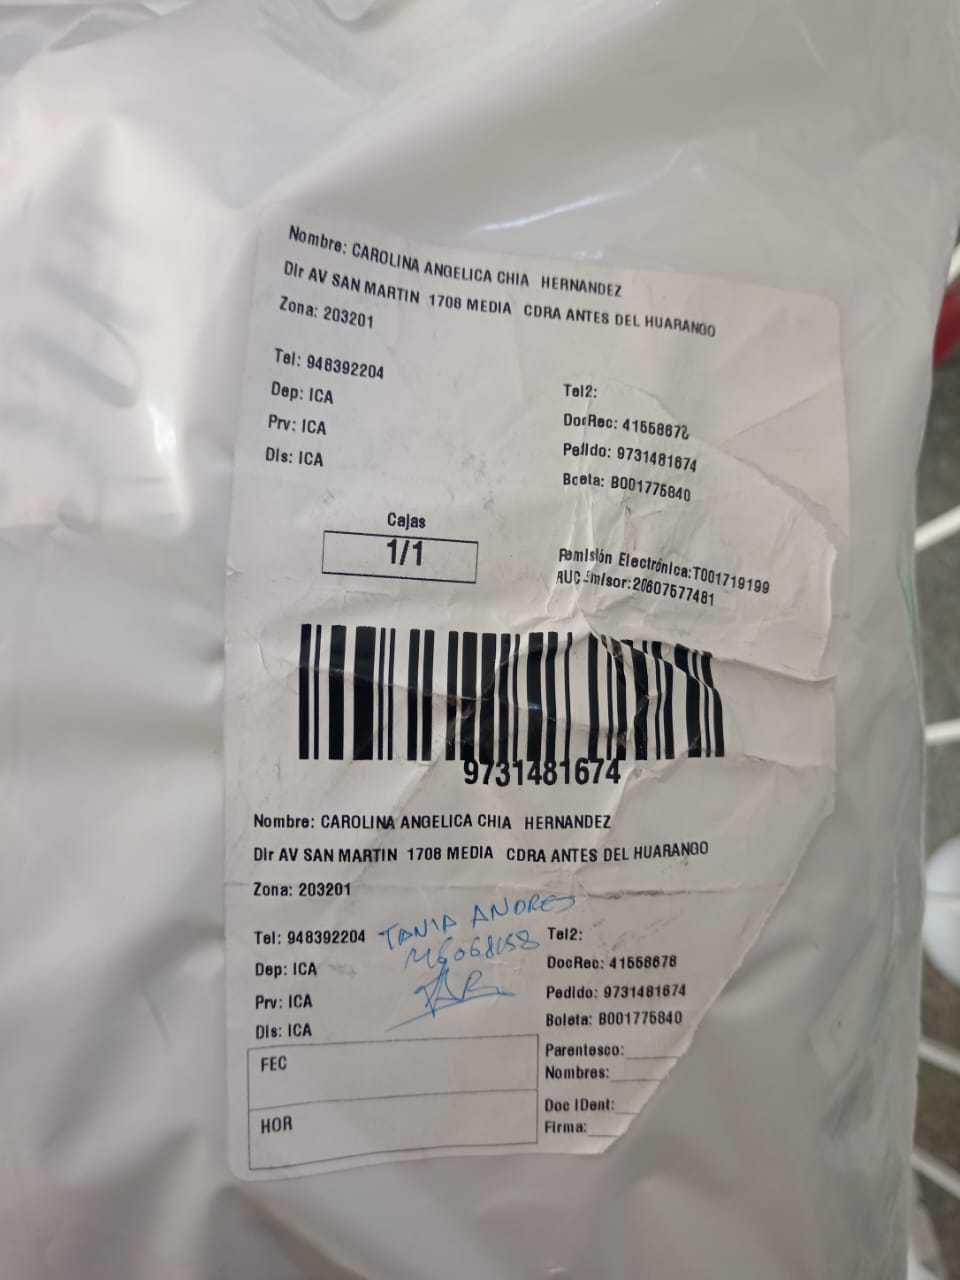 Nombre: CAROLINA ANGELICA CHIA HERNANDEZ
Dir AV SAN MARTIN 1708 MEDIA CDRA ANTES DEL HUARANGO
Zona: 203201
Tel: 948392204
Tel2:
Dep: ICA
DocRec: 41558678
Prv: ICA
Pedido: 9731481674
Dis: ICA
Boleta: B001775840
Cajas
1/1
Remisión Electrónica:T001719199
RUC Emisor:20607577481
9731481674
Nombre: CAROLINA ANGELICA CHIA HERNANDEZ
Dir AV SAN MARTIN 1708 MEDIA CDRA ANTES DEL HUARANGO
Zona: 203201
TANIA ANDRES
Tel: 948392204
Tel2:
Dep: ICA
DocRec: 41558678
Prv: ICA
Pedido: 9731481674
Dis: ICA
Boleta: B001775840
FEC
Parentesco:
Nombres:
HOR
Doc IDent:
Firma: